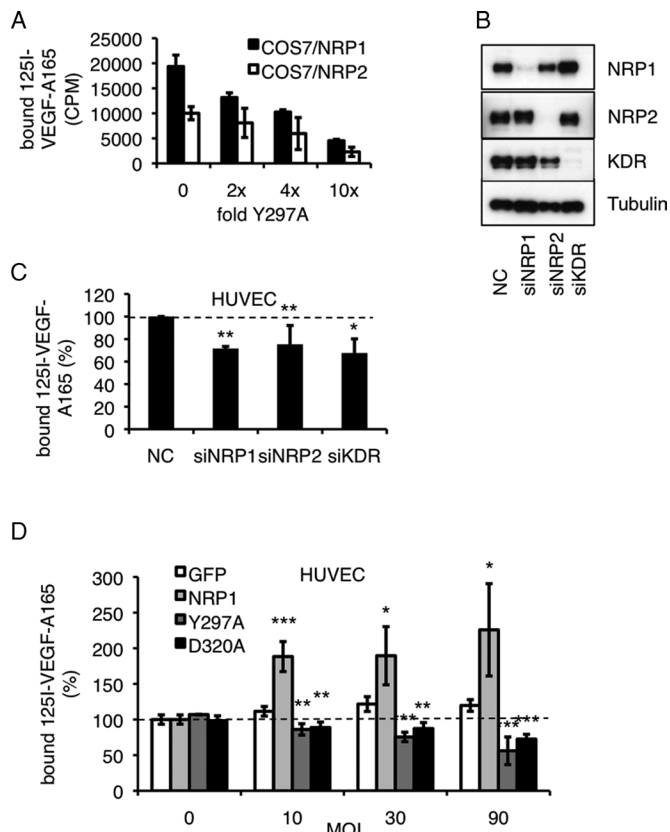 A
bound 125I-
VEGF-A165
(CPM)
25000
20000
15000
10000
5000
0
COS7/NRP1
COS7/NRP2
0 2x 4x 10x
fold Y297A
B
NRP1
NRP2
KDR
Tubulin
NC
siNRP1
siNRP2
siKDR
C
bound 125I-VEGF-
A165 (%)
120
100
80
60
40
20
0
HUVEC
**
**
*
NC siNRP1 siNRP2 siKDR
D
bound 125I-VEGF-A165
(%)
300
250
200
150
100
50
0
GFP
NRP1
Y297A
D320A
HUVEC
***
** **
*
** **
*
*** ***
0 10 30 90
MOI